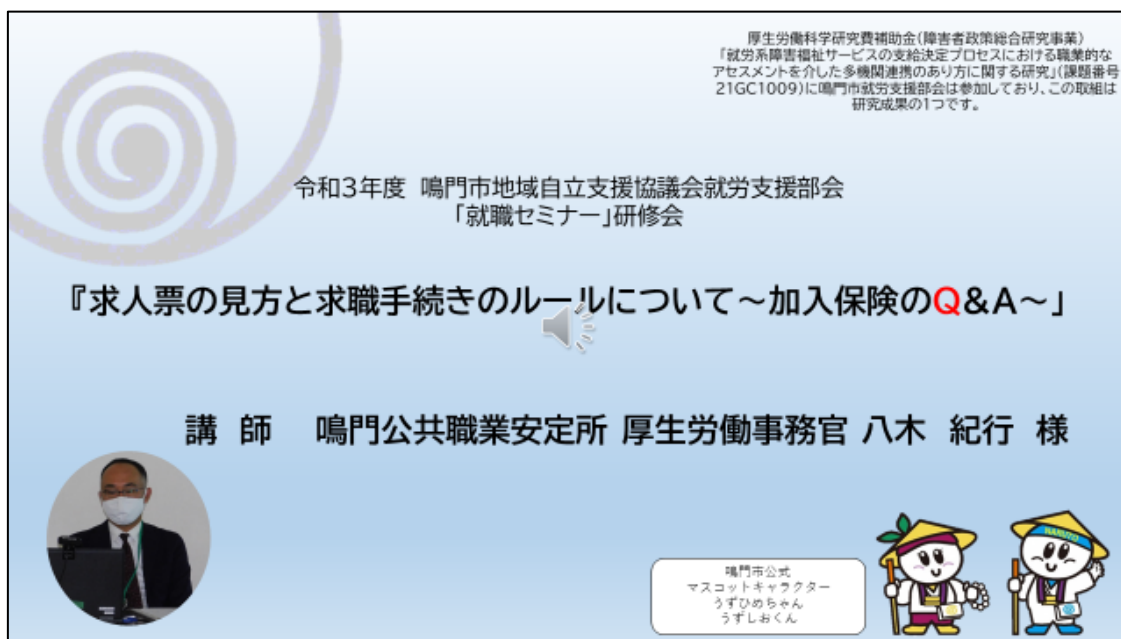 厚生労働科学研究費補助金(障害者政策総合研究事業)
「就労系障害福祉サービスの支給決定プロセスにおける職業的な
アセスメントを介した多機関連携のあり方に関する研究」(課題番号
21GC1009)に鳴門市就労支援部会は参加しており、この取組は
研究成果の1つです。
令和3年度 鳴門市地域自立支援協議会就労支援部会
「就職セミナー」研修会
『求人票の見方と求職手続きのルールについて～加入保険のQ&A～」
講 師 鳴門公共職業安定所 厚生労働事務官 八木 紀行 様
鳴門市公式
マスコットキャラクター
うずひめちゃん
うずしおくん
NARUTO